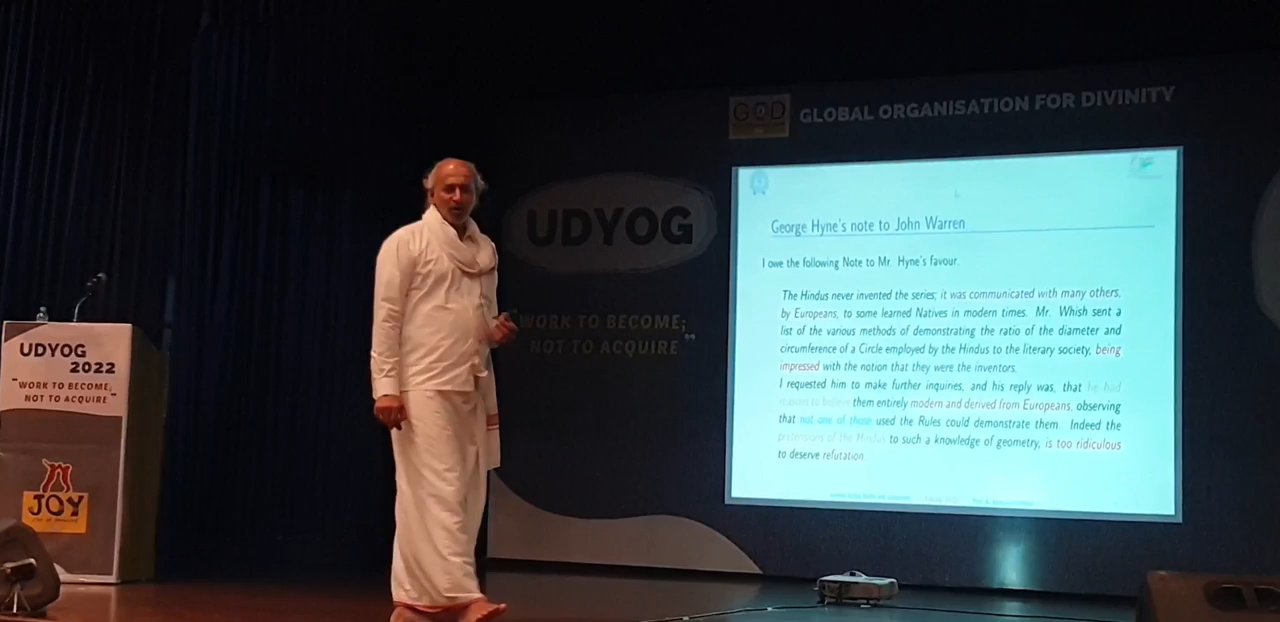 GOD
GLOBAL ORGANISATION FOR DIVINITY
UDYOG
"WORK TO BECOME;
NOT TO ACQUIRE"
UDYOG
2022
"WORK TO BECOME;
NOT TO ACQUIRE"
JOY
George Hyne's note to John Warren
I owe the following Note to Mr. Hyne's favour.
The Hindus never invented the series; it was communicated with many others,
by Europeans, to some learned Natives in modern times. Mr. Whish sent a
list of the various methods of demonstrating the ratio of the diameter and
circumference of a Circle employed by the Hindus to the literary society, being
impressed with the notion that they were the inventors.
I requested him to make further inquiries, and his reply was, that he had
reasons to believe them entirely modern and derived from Europeans, observing
that not one of those used the Rules could demonstrate them. Indeed the
pretensions of the Hindus to such a knowledge of geometry, is too ridiculous
to deserve refutation.